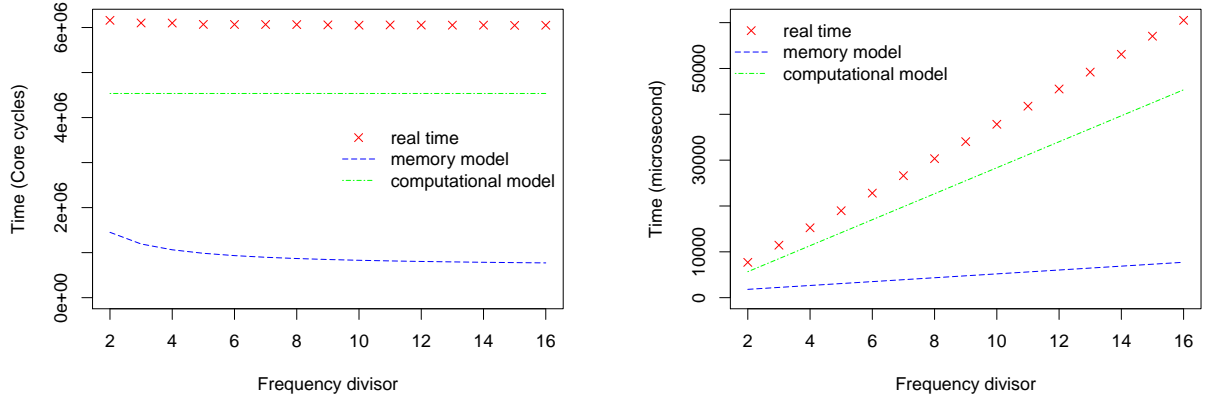 Time (Core cycles)
6e+06
4e+06
2e+06
0e+00
real time
memory model
computational model
2 4 6 8 10 12 14 16
Frequency divisor
Time (microsecond)
50000
30000
10000
0
real time
memory model
computational model
2 4 6 8 10 12 14 16
Frequency divisor